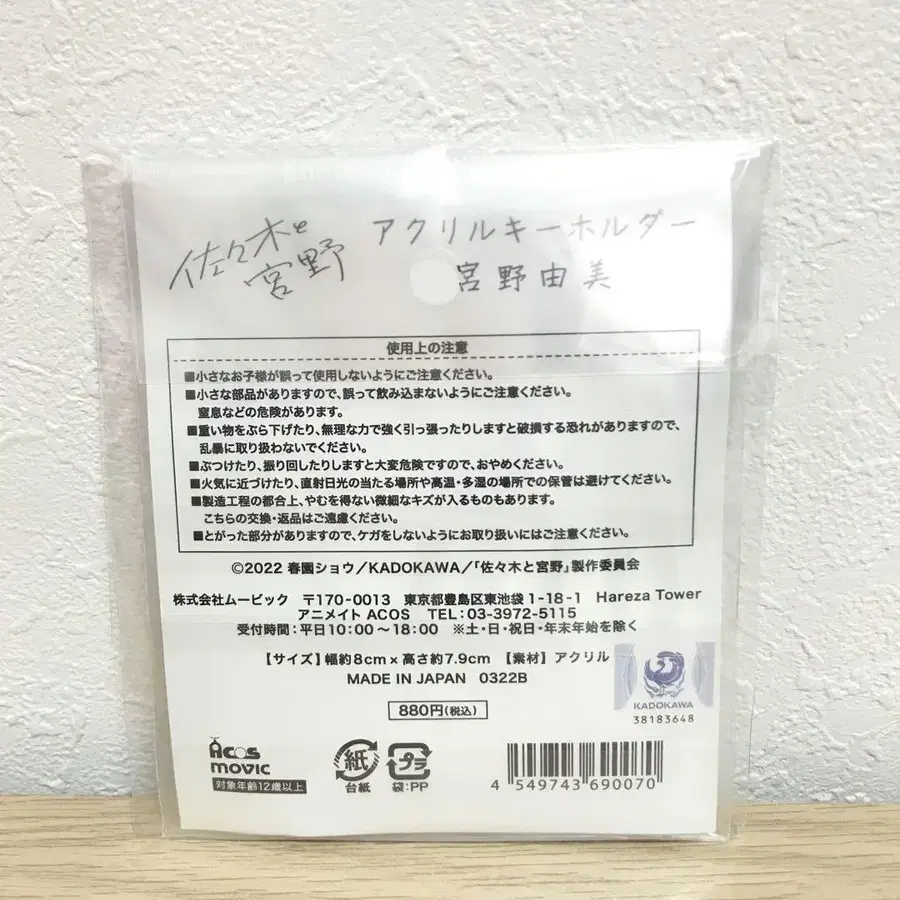 佐々木と
宮野
アクリルキーホルダー
宮野由美
使用上の注意
■小さなお子様が誤って使用しないようにご注意ください。
■小さな部品がありますので、誤って飲み込まないようにご注意ください。
窒息などの危険があります。
■重い物をぶら下げたり、無理な力で強く引っ張ったりしますと破損する恐れがありますので、
乱暴に取り扱わないでください。
■ぶつけたり、振り回したりしますと大変危険ですので、おやめください。
■火気に近づけたり、直射日光の当たる場所や高温・多湿の場所での保管は避けてください。
■製造工程の都合上、やむを得ない微細なキズが入るものもあります。
こちらの交換・返品はご遠慮ください。
■とがった部分がありますので、ケガをしないようにお取り扱いにはご注意ください。
©2022 春園ショウ/KADOKAWA/「佐々木と宮野」製作委員会
株式会社ムービック 〒170-0013 東京都豊島区東池袋1-18-1 Hareza Tower
アニメイト ACOS TEL:03-3972-5115
受付時間:平日10:00~18:00 ※土・日・祝日・年末年始を除く
【サイズ】幅約8cm×高さ約7.9cm 【素材】アクリル
MADE IN JAPAN 0322B
880円(税込)
KADOKAWA
38183648
Acos
movic
対象年齢12歳以上
紙
台紙
プラ
袋:PP
4 549743 690070